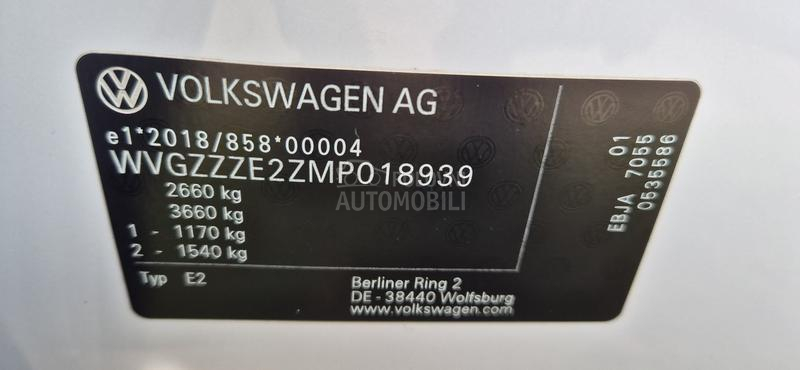 VOLKSWAGEN AG
e1*2018/858*00004
WVGZZZE2ZMP018939
2660 kg
3660 kg
1 - 1170 kg
2 - 1540 kg
Typ E2
Berliner Ring 2
DE - 38440 Wolfsburg
www.volkswagen.com
EBJA 7055 01
0535586
AUTOMOBILI